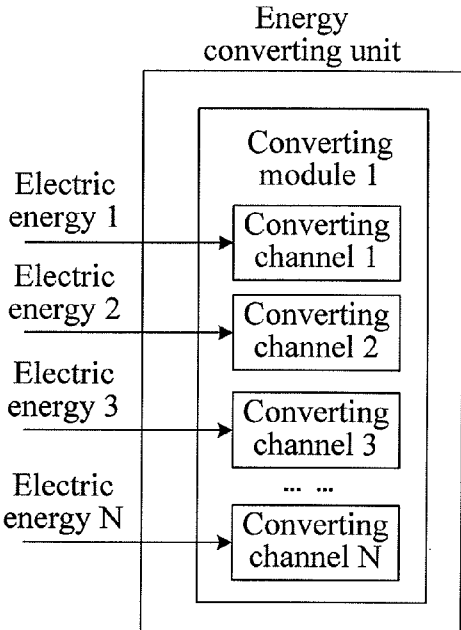 Energy
converting unit
Converting
module 1
Electric
energy 1
Converting
channel 1
Electric
energy 2
Converting
channel 2
Electric
energy 3
Converting
channel 3
... ...
Electric
energy N
Converting
channel N